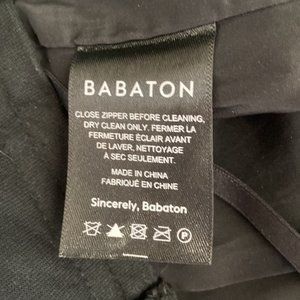 BABATON
CLOSE ZIPPER BEFORE CLEANING,
DRY CLEAN ONLY. FERMER LA
FERMETURE ÉCLAIR AVANT
DE LAVER, NETTOYAGE
À SEC SEULEMENT.
MADE IN CHINA
FABRIQUÉ EN CHINE
Sincerely, Babaton
P